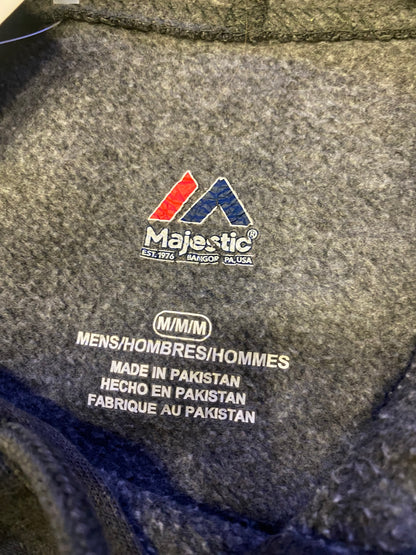 Majestic®
EST. 1976 BANGOR, PA, USA
M/M/M
MENS/HOMBRES/HOMMES
MADE IN PAKISTAN
HECHO EN PAKISTAN
FABRIQUE AU PAKISTAN